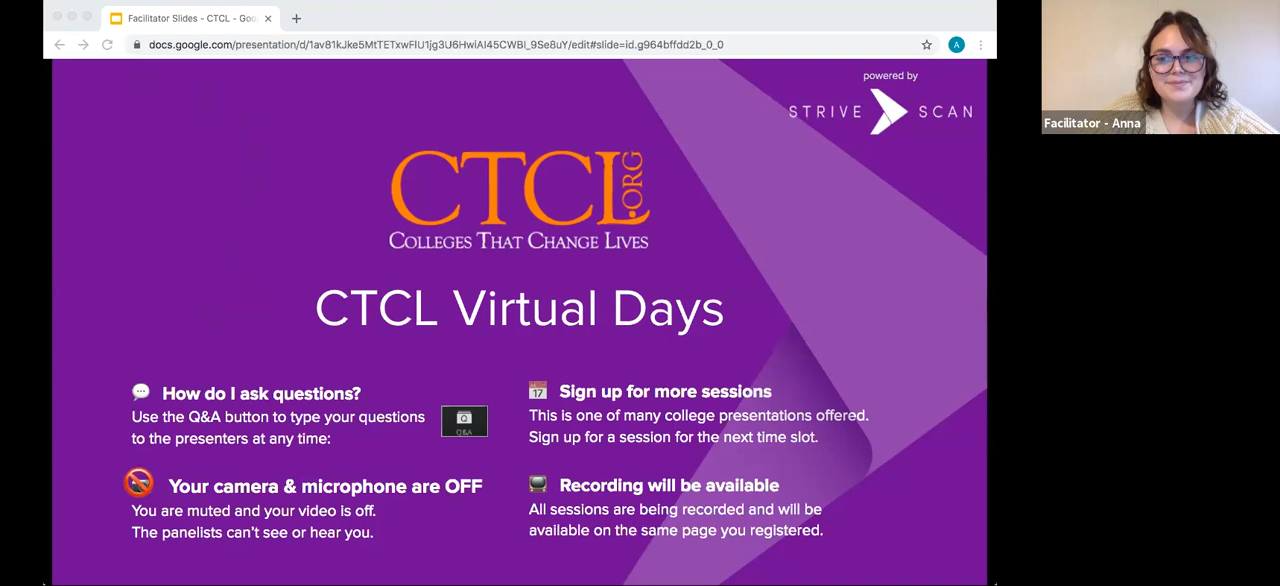 Facilitator Slides - CTCL - Goo
docs.google.com/presentation/d/1av81kJke5MtTETxwFIU1jg3U6HwiAI45CWBI_9Se8uY/edit#slide=id.g964bffdd2b_0_0
A
powered by
STRIVE SCAN
CTCL.ORG
COLLEGES THAT CHANGE LIVES
CTCL Virtual Days
How do I ask questions?
Use the Q&A button to type your questions
to the presenters at any time:
Q&A
Your camera & microphone are OFF
You are muted and your video is off.
The panelists can't see or hear you.
17
Sign up for more sessions
This is one of many college presentations offered.
Sign up for a session for the next time slot.
Recording will be available
All sessions are being recorded and will be
available on the same page you registered.
Facilitator - Anna